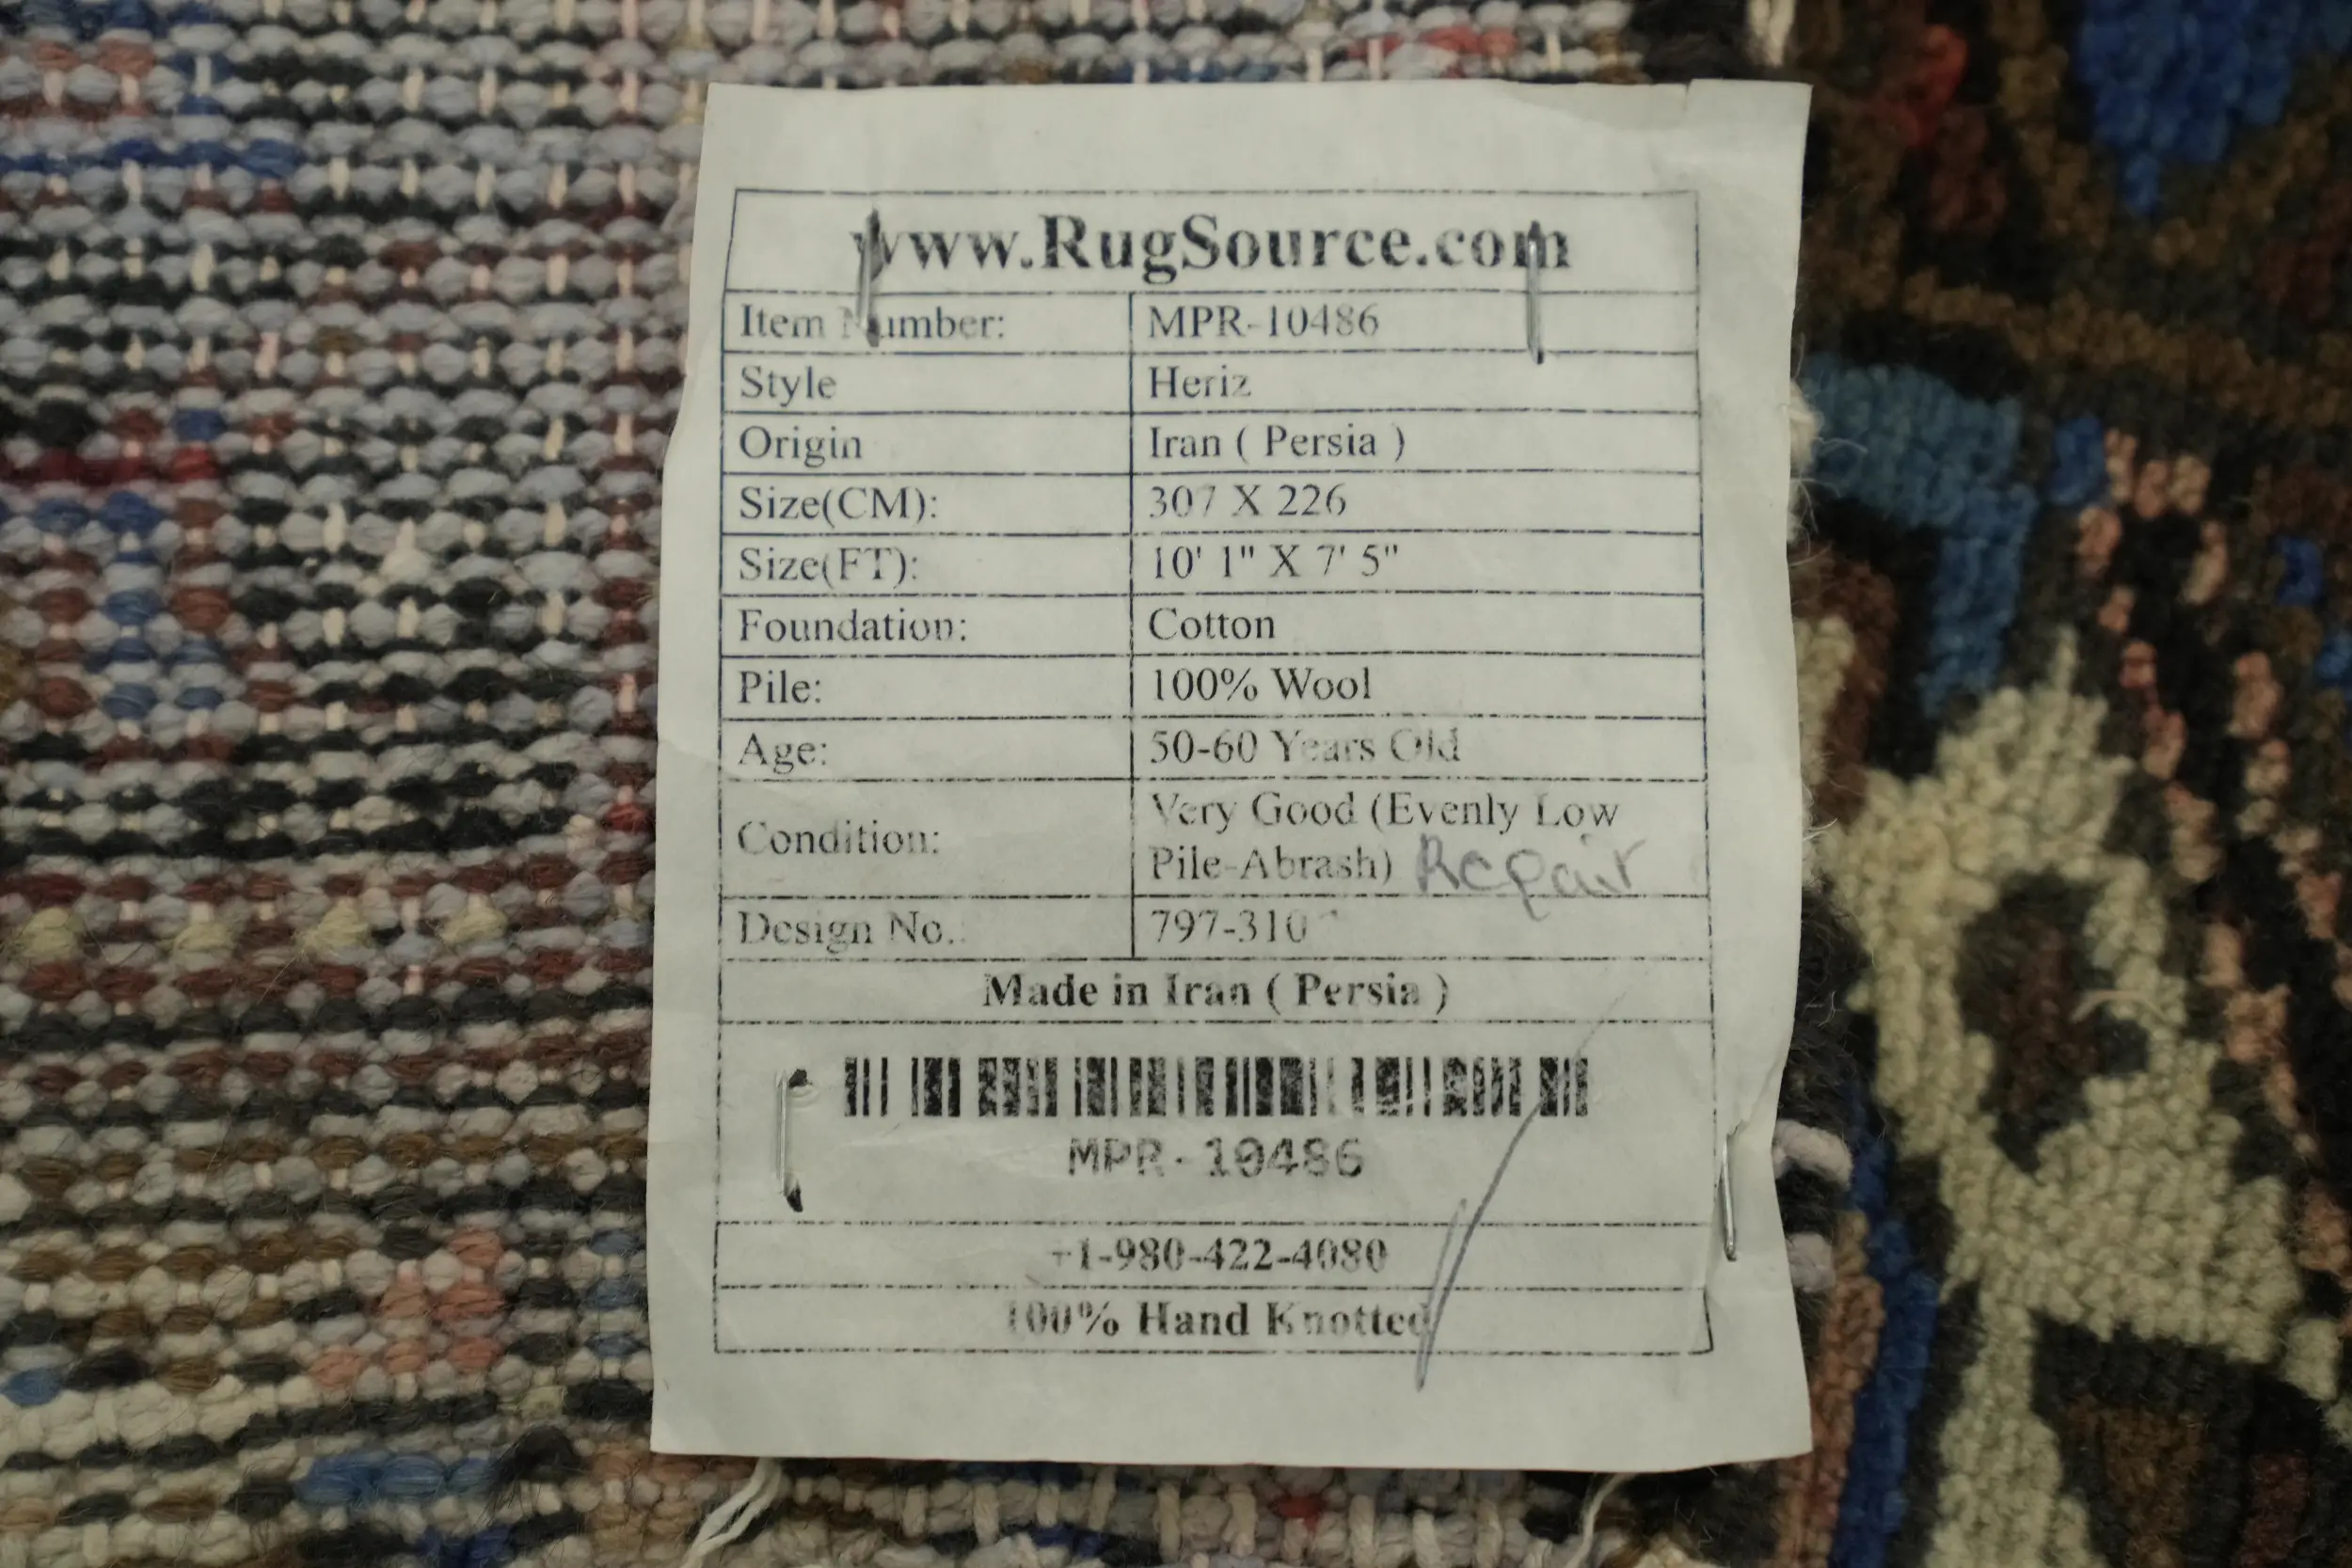 www.RugSource.com
Item Number: MPR-10486
Style Heriz
Origin Iran ( Persia )
Size(CM): 307 X 226
Size(FT): 10' 1" X 7' 5"
Foundation: Cotton
Pile: 100% Wool
Age: 50-60 Years Old
Condition: Very Good (Evenly Low
Pile-Abrash) Repair
Design No.: 797-310
Made in Iran ( Persia )
MPR-10486
+1-980-422-4080
100% Hand Knotted